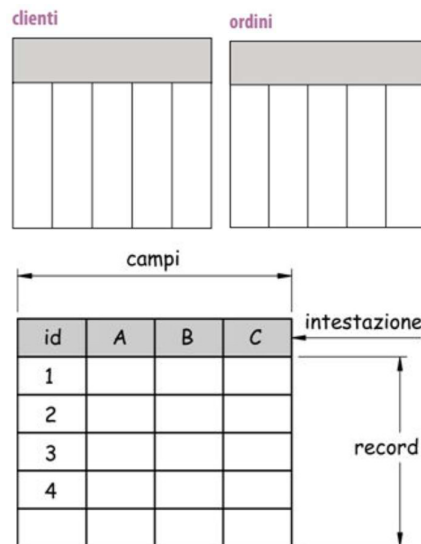 clienti
ordini
campi
id A B C
intestazione
1
2
3
4
record